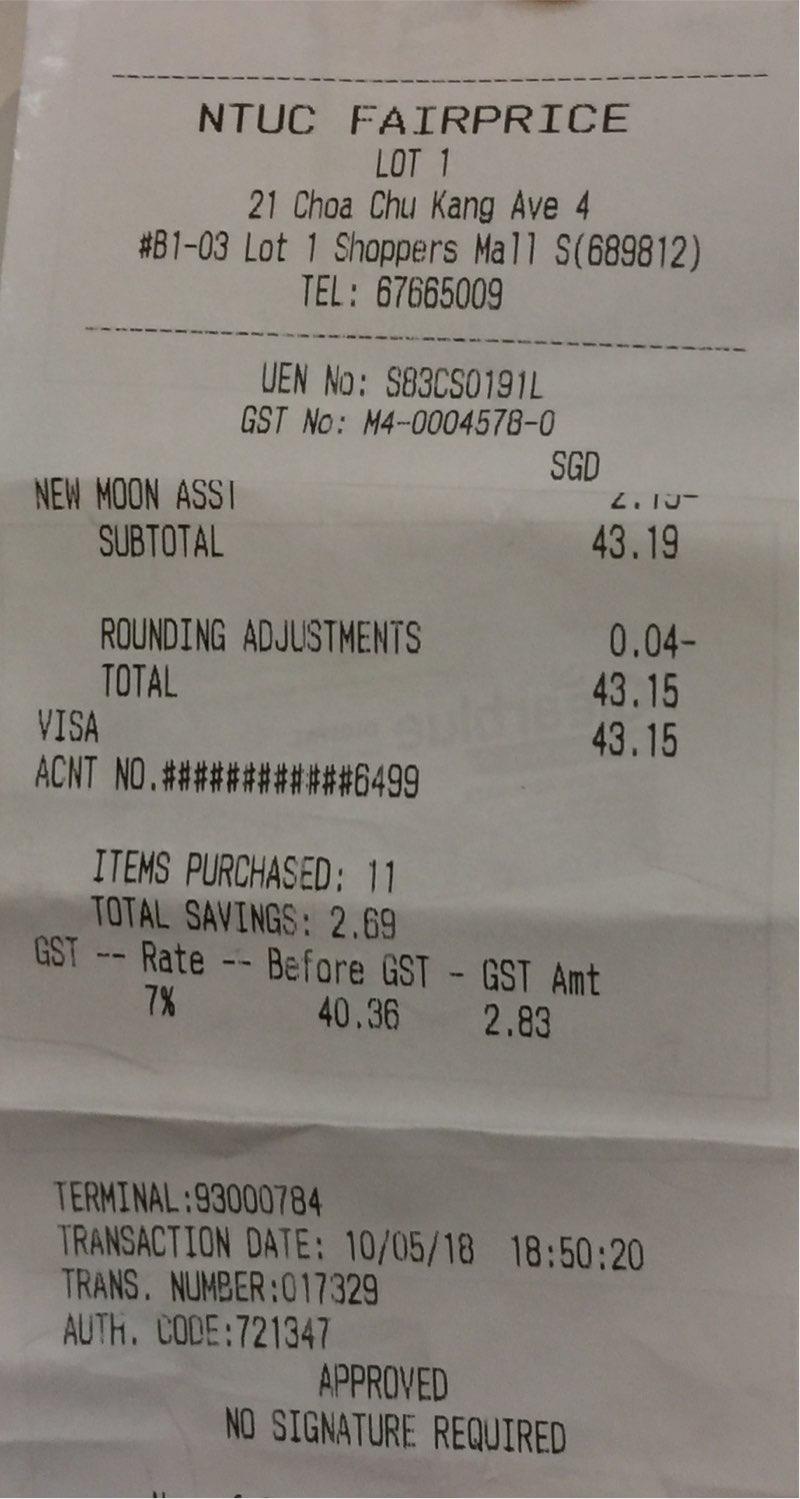 NTUC FAIRPRICE
LOT 1
21 Choa Chu Kang Ave 4
#B1-03 Lot 1 Shoppers Mall S(689812)
TEL: 67665009
UEN No: S83CS0191L
GST No: M4-0004578-0
SGD
NEW MOON ASSI
SUBTOTAL 43.19
ROUNDING ADJUSTMENTS 0.04-
TOTAL 43.15
VISA 43.15
ACNT NO.############6499
ITEMS PURCHASED: 11
TOTAL SAVINGS: 2.69
GST -- Rate -- Before GST - GST Amt
7% 40.36 2.83
TERMINAL:93000784
TRANSACTION DATE: 10/05/18 18:50:20
TRANS. NUMBER:017329
AUTH. CODE:721347
APPROVED
NO SIGNATURE REQUIRED